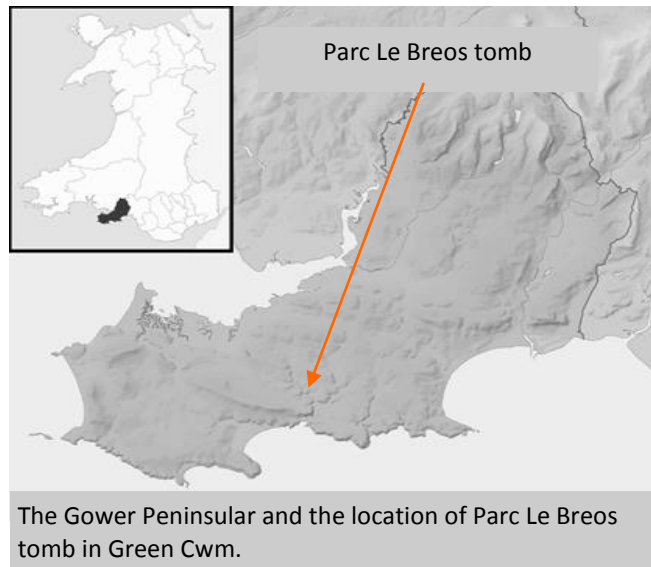 Parc Le Breos tomb
The Gower Peninsular and the location of Parc Le Breos
tomb in Green Cwm.